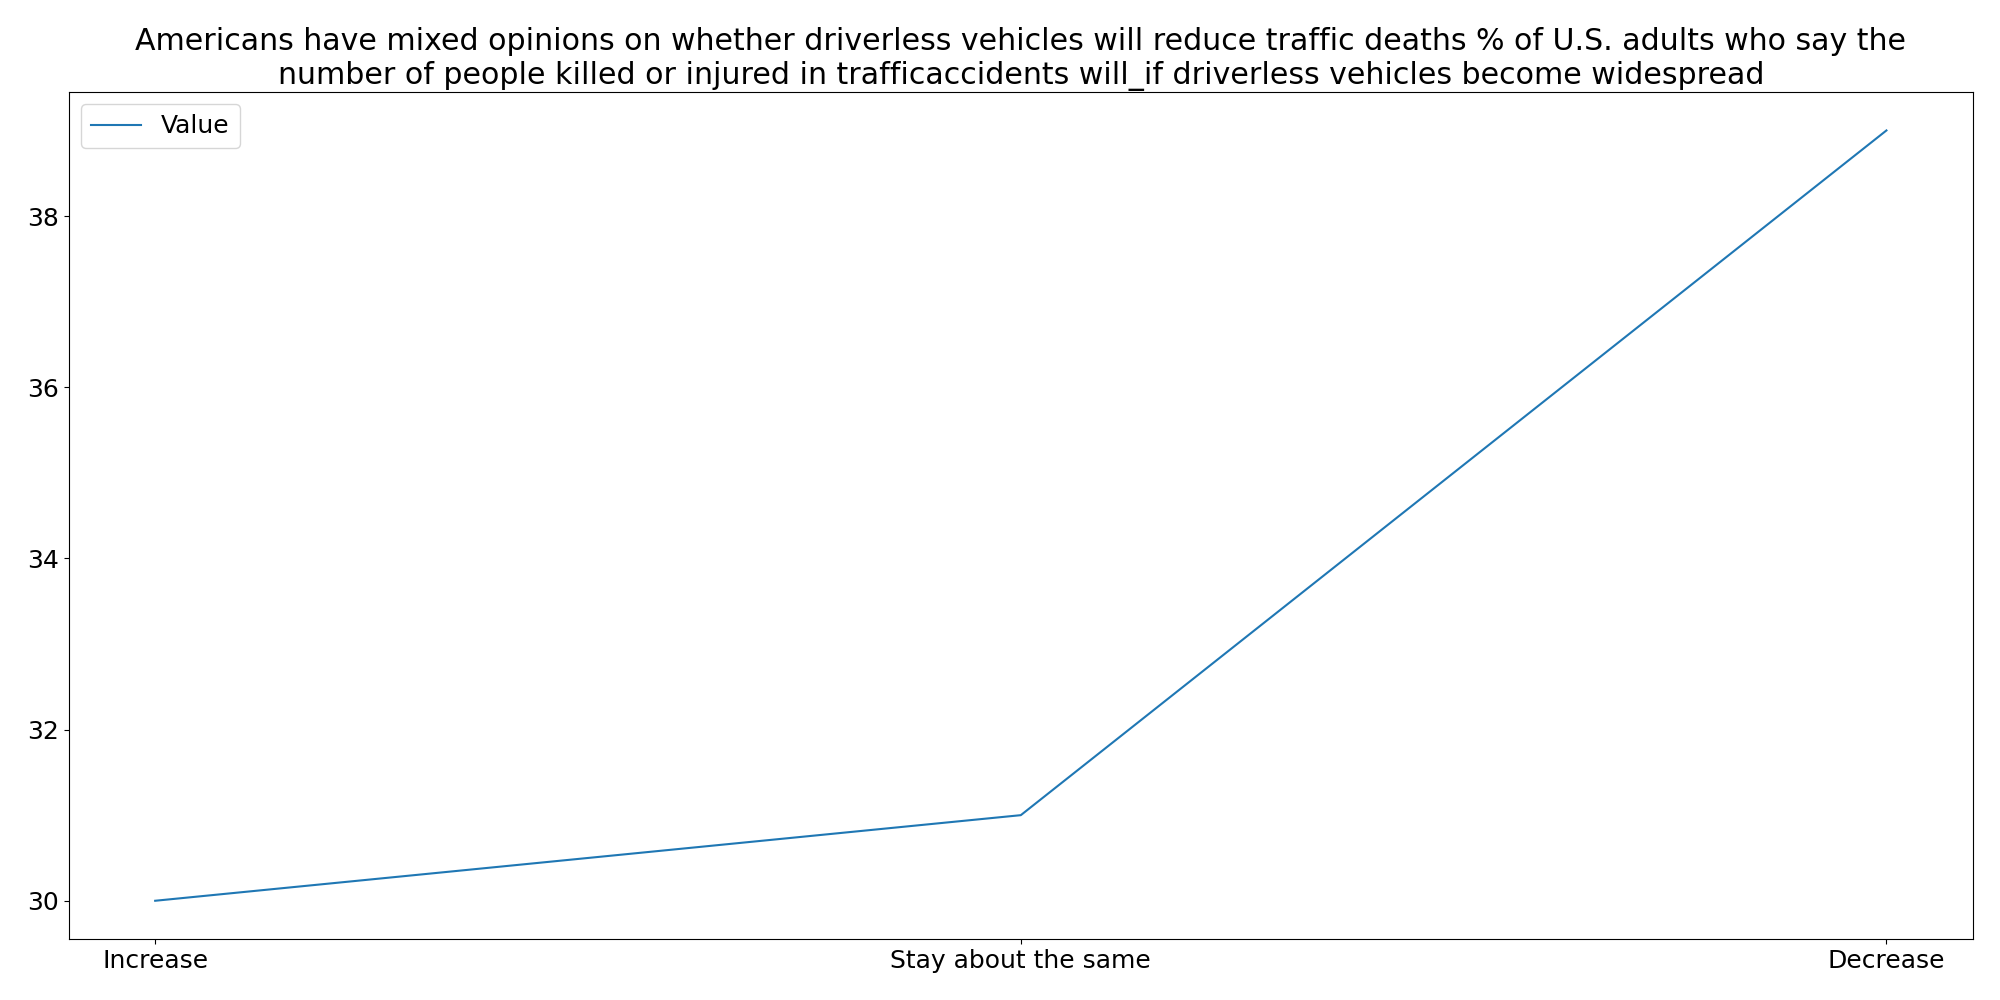 Americans have mixed opinions on whether driverless vehicles will reduce traffic deaths % of U.S. adults who say the
number of people killed or injured in trafficaccidents will_if driverless vehicles become widespread
Value
38
36
34
32
30
Increase
Stay about the same
Decrease